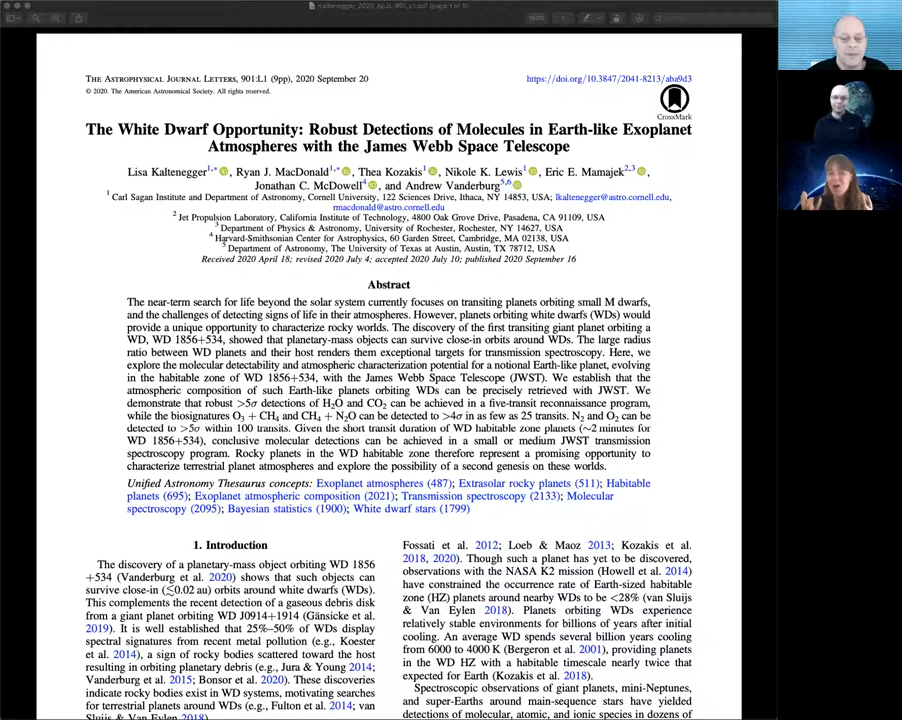 Kaltenegger_2020_ApJL_901_L1.pdf (page 1 of 9)
THE ASTROPHYSICAL JOURNAL LETTERS, 901:L1 (9pp), 2020 September 20
https://doi.org/10.3847/2041-8213/aba9d3
© 2020. The American Astronomical Society. All rights reserved.
CrossMark
The White Dwarf Opportunity: Robust Detections of Molecules in Earth-like Exoplanet
Atmospheres with the James Webb Space Telescope
Lisa Kaltenegger1,*, Ryan J. MacDonald1,*, Thea Kozakis1, Nikole K. Lewis1, Eric E. Mamajek2,3,
Jonathan C. McDowell4, and Andrew Vanderburg5,6
1 Carl Sagan Institute and Department of Astronomy, Cornell University, 122 Sciences Drive, Ithaca, NY 14853, USA; lkaltenegger@astro.cornell.edu,
rmacdonald@astro.cornell.edu
2 Jet Propulsion Laboratory, California Institute of Technology, 4800 Oak Grove Drive, Pasadena, CA 91109, USA
3 Department of Physics & Astronomy, University of Rochester, Rochester, NY 14627, USA
4 Harvard-Smithsonian Center for Astrophysics, 60 Garden Street, Cambridge, MA 02138, USA
5 Department of Astronomy, The University of Texas at Austin, Austin, TX 78712, USA
Received 2020 April 18; revised 2020 July 4; accepted 2020 July 10; published 2020 September 16
Abstract
The near-term search for life beyond the solar system currently focuses on transiting planets orbiting small M dwarfs,
and the challenges of detecting signs of life in their atmospheres. However, planets orbiting white dwarfs (WDs) would
provide a unique opportunity to characterize rocky worlds. The discovery of the first transiting giant planet orbiting a
WD, WD 1856+534, showed that planetary-mass objects can survive close-in orbits around WDs. The large radius
ratio between WD planets and their host renders them exceptional targets for transmission spectroscopy. Here, we
explore the molecular detectability and atmospheric characterization potential for a notional Earth-like planet, evolving
in the habitable zone of WD 1856+534, with the James Webb Space Telescope (JWST). We establish that the
atmospheric composition of such Earth-like planets orbiting WDs can be precisely retrieved with JWST. We
demonstrate that robust >5σ detections of H2O and CO2 can be achieved in a five-transit reconnaissance program,
while the biosignatures O3 + CH4 and CH4 + N2O can be detected to >4σ in as few as 25 transits. N2 and O2 can be
detected to >5σ within 100 transits. Given the short transit duration of WD habitable zone planets (~2 minutes for
WD 1856+534), conclusive molecular detections can be achieved in a small or medium JWST transmission
spectroscopy program. Rocky planets in the WD habitable zone therefore represent a promising opportunity to
characterize terrestrial planet atmospheres and explore the possibility of a second genesis on these worlds.
Unified Astronomy Thesaurus concepts: Exoplanet atmospheres (487); Extrasolar rocky planets (511); Habitable
planets (695); Exoplanet atmospheric composition (2021); Transmission spectroscopy (2133); Molecular
spectroscopy (2095); Bayesian statistics (1900); White dwarf stars (1799)
1. Introduction
The discovery of a planetary-mass object orbiting WD 1856
+534 (Vanderburg et al. 2020) shows that such objects can
survive close-in (≲0.02 au) orbits around white dwarfs (WDs).
This complements the recent detection of a gaseous debris disk
from a giant planet orbiting WD J0914+1914 (Gänsicke et al.
2019). It is well established that 25%–50% of WDs display
spectral signatures from recent metal pollution (e.g., Koester
et al. 2014), a sign of rocky bodies scattered toward the host
resulting in orbiting planetary debris (e.g., Jura & Young 2014;
Vanderburg et al. 2015; Bonsor et al. 2020). These discoveries
indicate rocky bodies exist in WD systems, motivating searches
for terrestrial planets around WDs (e.g., Fulton et al. 2014; van
Sluijs & Van Eylen 2018).
Fossati et al. 2012; Loeb & Maoz 2013; Kozakis et al.
2018, 2020). Though such a planet has yet to be discovered,
observations with the NASA K2 mission (Howell et al. 2014)
have constrained the occurrence rate of Earth-sized habitable
zone (HZ) planets around nearby WDs to be <28% (van Sluijs
& Van Eylen 2018). Planets orbiting WDs experience
relatively stable environments for billions of years after initial
cooling. An average WD spends several billion years cooling
from 6000 to 4000 K (Bergeron et al. 2001), providing planets
in the WD HZ with a habitable timescale nearly twice that
expected for Earth (Kozakis et al. 2018).
Spectroscopic observations of giant planets, mini-Neptunes,
and super-Earths around main-sequence stars have yielded
detections of molecular, atomic, and ionic species in dozens of